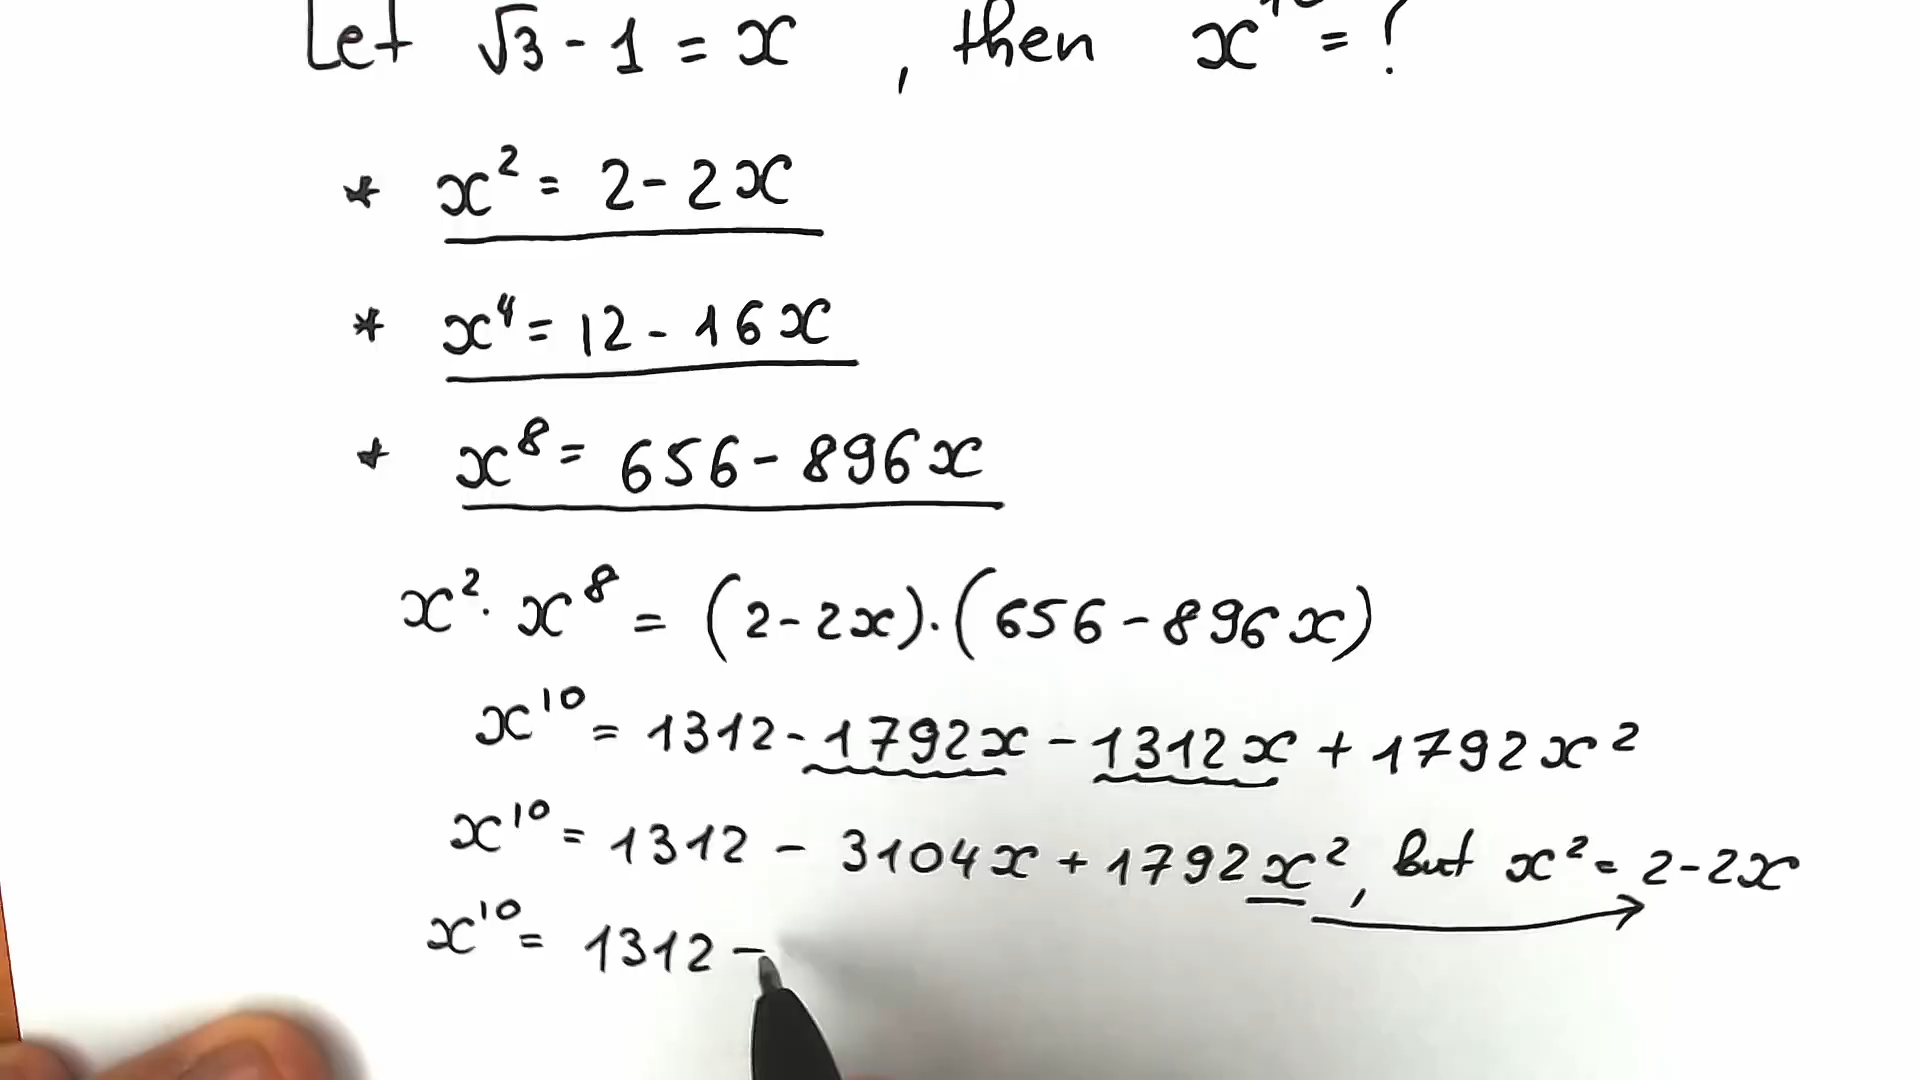 Let √3 - 1 = x , then x¹⁰ = ?
* x² = 2 - 2x
* x⁴ = 12 - 16x
* x⁸ = 656 - 896x
x² · x⁸ = (2 - 2x) · (656 - 896x)
x¹⁰ = 1312 - 1792x - 1312x + 1792x²
x¹⁰ = 1312 - 3104x + 1792x², but x² = 2 - 2x
x¹⁰ = 1312 -